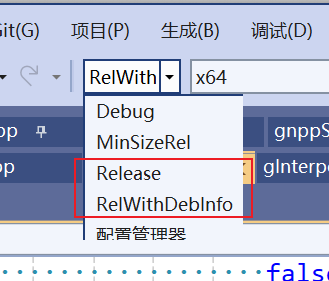 Git(G) 项目(P) 生成(B) 调试(D)
RelWith x64
Debug
pp gnppS
MinSizeRel
Release
pp gInterpo
RelWithDebInfo
配置管理器
false